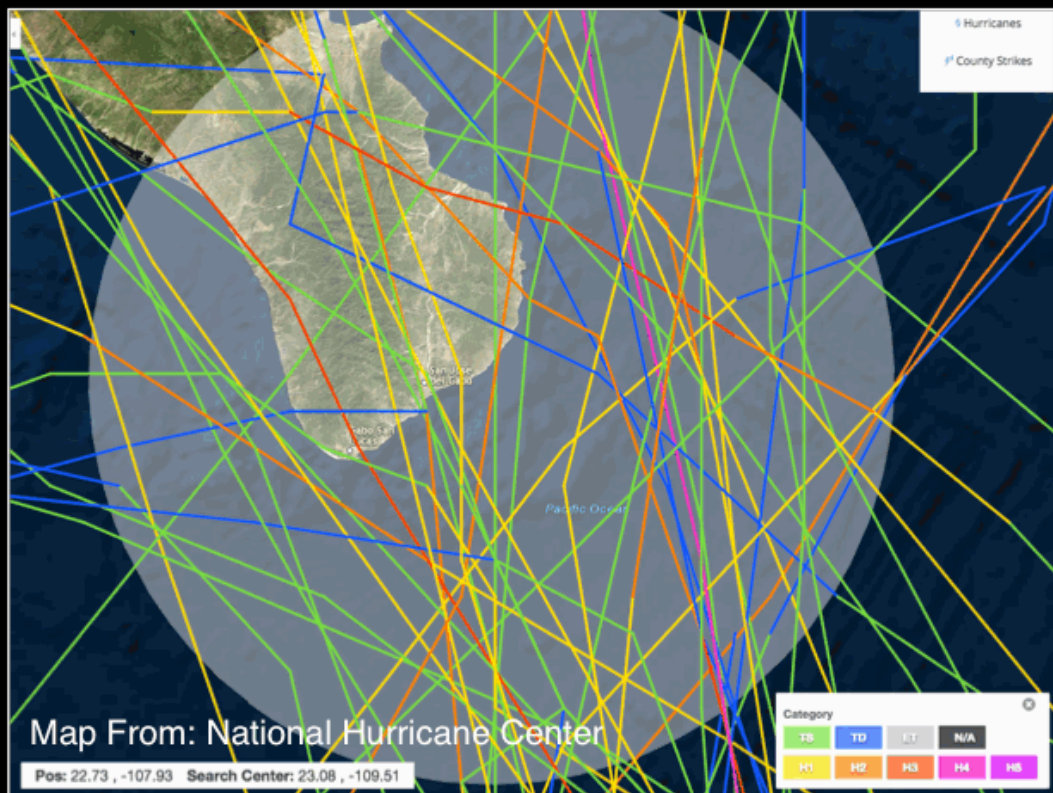 Hurricanes
County Strikes
San Jose
del Cabo
Cabo San
Lucas
Pacific Ocean
Map From: National Hurricane Center
Pos: 22.73 , -107.93 Search Center: 23.08 , -109.51
Category
TS TD ET N/A
H1 H2 H3 H4 H5